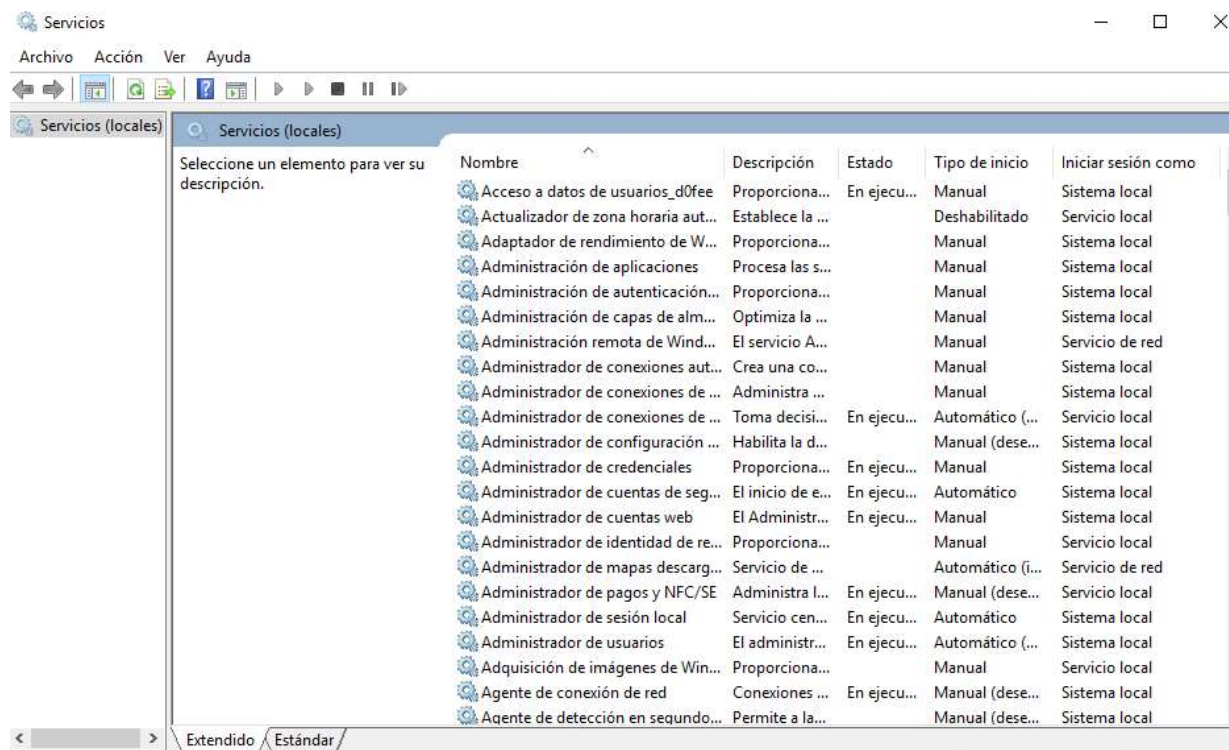 Servicios
Archivo Acción Ver Ayuda
Servicios (locales)
Servicios (locales)
Seleccione un elemento para ver su
descripción.
Nombre Descripción Estado Tipo de inicio Iniciar sesión como
Acceso a datos de usuarios_d0fee Proporciona... En ejecu... Manual Sistema local
Actualizador de zona horaria aut... Establece la ... Deshabilitado Servicio local
Adaptador de rendimiento de W... Proporciona... Manual Sistema local
Administración de aplicaciones Procesa las s... Manual Sistema local
Administración de autenticación... Proporciona... Manual Sistema local
Administración de capas de alm... Optimiza la ... Manual Sistema local
Administración remota de Wind... El servicio A... Manual Servicio de red
Administrador de conexiones aut... Crea una co... Manual Sistema local
Administrador de conexiones de ... Administra ... Manual Sistema local
Administrador de conexiones de ... Toma decisi... En ejecu... Automático (... Servicio local
Administrador de configuración ... Habilita la d... Manual (dese... Sistema local
Administrador de credenciales Proporciona... En ejecu... Manual Sistema local
Administrador de cuentas de seg... El inicio de e... En ejecu... Automático Sistema local
Administrador de cuentas web El Administr... En ejecu... Manual Sistema local
Administrador de identidad de re... Proporciona... Manual Servicio local
Administrador de mapas descarg... Servicio de ... Automático (i... Servicio de red
Administrador de pagos y NFC/SE Administra l... En ejecu... Manual (dese... Servicio local
Administrador de sesión local Servicio cen... En ejecu... Automático Sistema local
Administrador de usuarios El administr... En ejecu... Automático (... Sistema local
Adquisición de imágenes de Win... Proporciona... Manual Servicio local
Agente de conexión de red Conexiones ... En ejecu... Manual (dese... Sistema local
Agente de detección en segundo... Permite a la... Manual (dese... Sistema local
Extendido Estándar